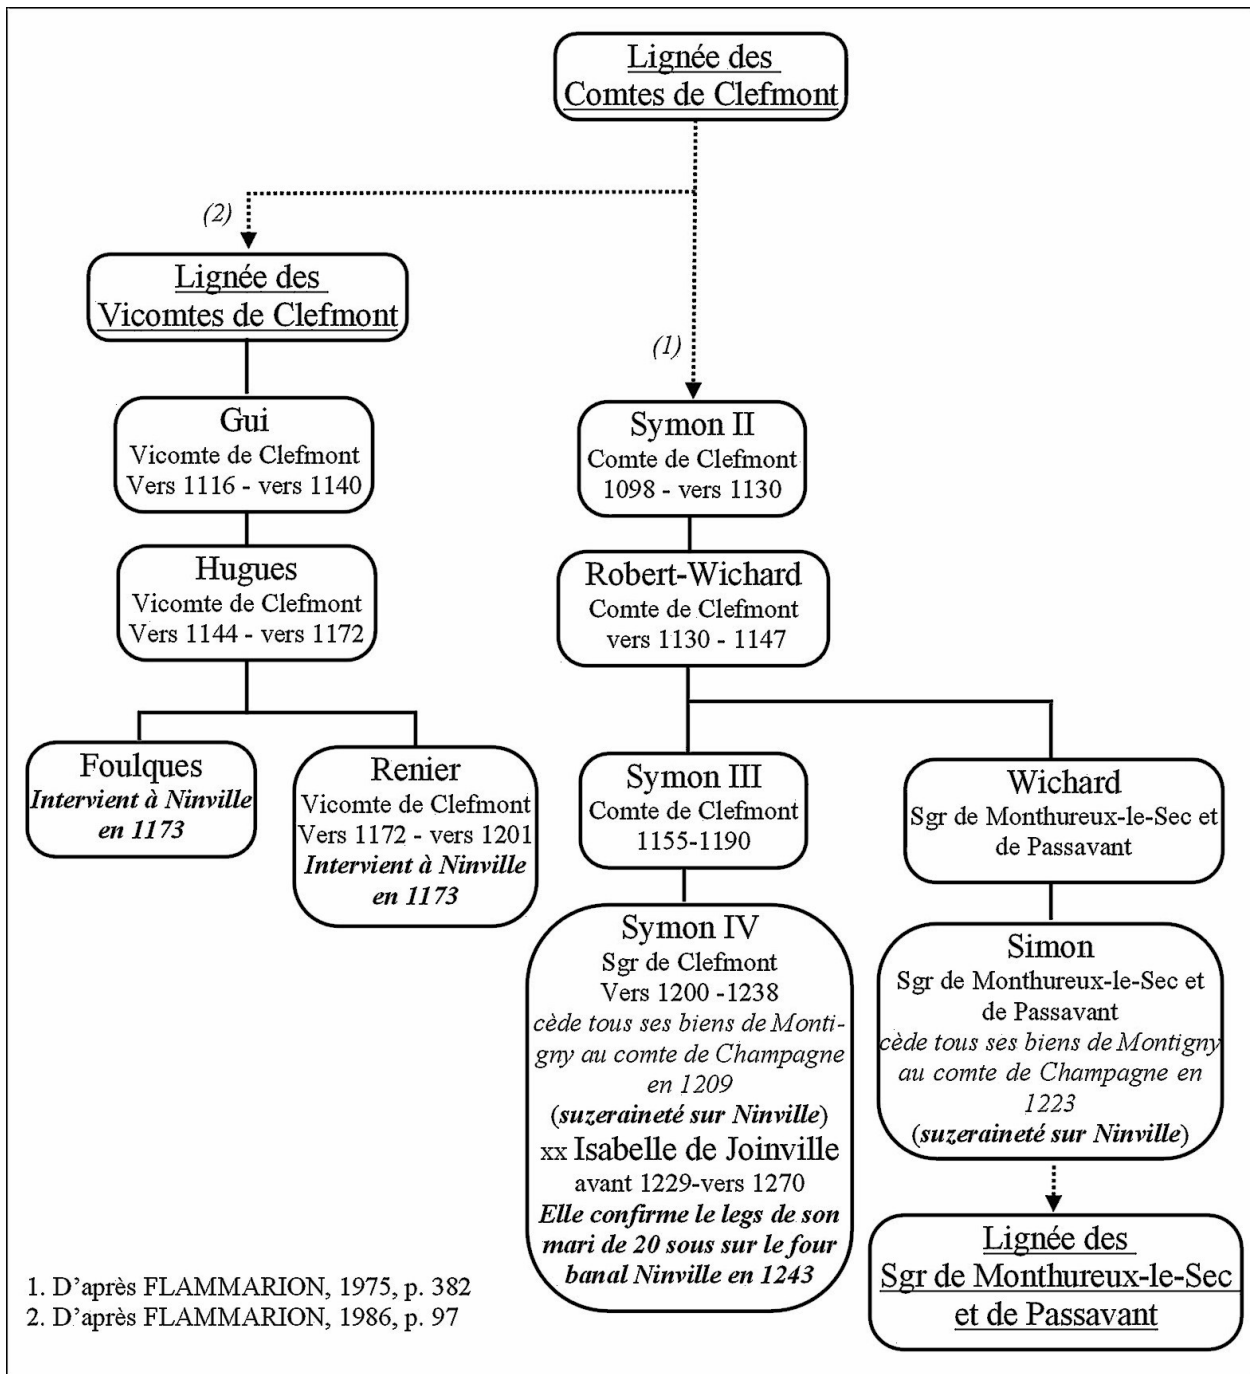 Lignée des
Comtes de Clefmont
(2)
Lignée des
Vicomtes de Clefmont
(1)
Gui
Vicomte de Clefmont
Vers 1116 - vers 1140
Symon II
Comte de Clefmont
1098 - vers 1130
Hugues
Vicomte de Clefmont
Vers 1144 - vers 1172
Robert-Wichard
Comte de Clefmont
vers 1130 - 1147
Foulques
Intervient à Ninville
en 1173
Renier
Vicomte de Clefmont
Vers 1172 - vers 1201
Intervient à Ninville
en 1173
Symon III
Comte de Clefmont
1155-1190
Wichard
Sgr de Monthureux-le-Sec et
de Passavant
Symon IV
Sgr de Clefmont
Vers 1200 -1238
cède tous ses biens de Monti-
gny au comte de Champagne
en 1209
(suzeraineté sur Ninville)
xx Isabelle de Joinville
avant 1229-vers 1270
Elle confirme le legs de son
mari de 20 sous sur le four
banal Ninville en 1243
Simon
Sgr de Monthureux-le-Sec et
de Passavant
cède tous ses biens de Montigny
au comte de Champagne en
1223
(suzeraineté sur Ninville)
Lignée des
Sgr de Monthureux-le-Sec
et de Passavant
1. D'après FLAMMARION, 1975, p. 382
2. D'après FLAMMARION, 1986, p. 97